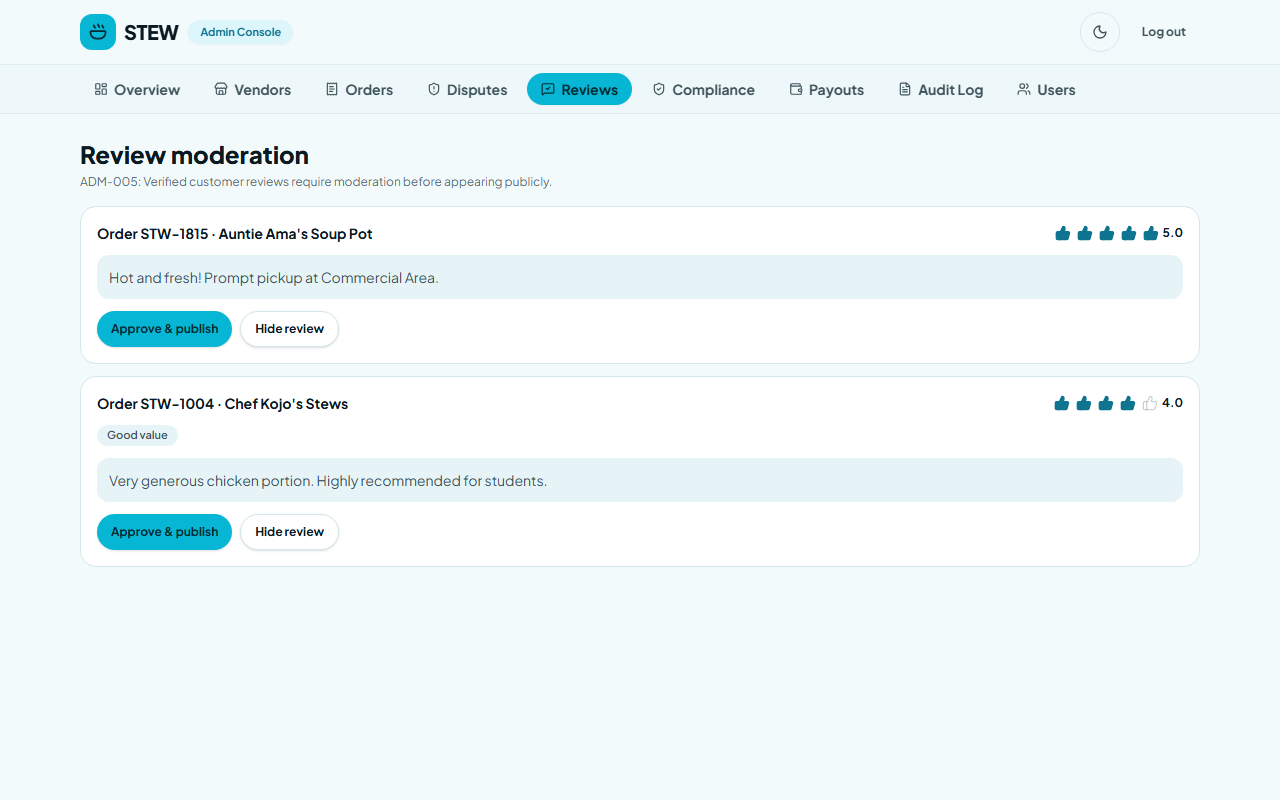 STEW
Admin Console
Log out
Overview
Vendors
Orders
Disputes
Reviews
Compliance
Payouts
Audit Log
Users
Review moderation
ADM-005: Verified customer reviews require moderation before appearing publicly.
Order STW-1815 · Auntie Ama's Soup Pot
5.0
Hot and fresh! Prompt pickup at Commercial Area.
Approve & publish
Hide review
Order STW-1004 · Chef Kojo's Stews
4.0
Good value
Very generous chicken portion. Highly recommended for students.
Approve & publish
Hide review